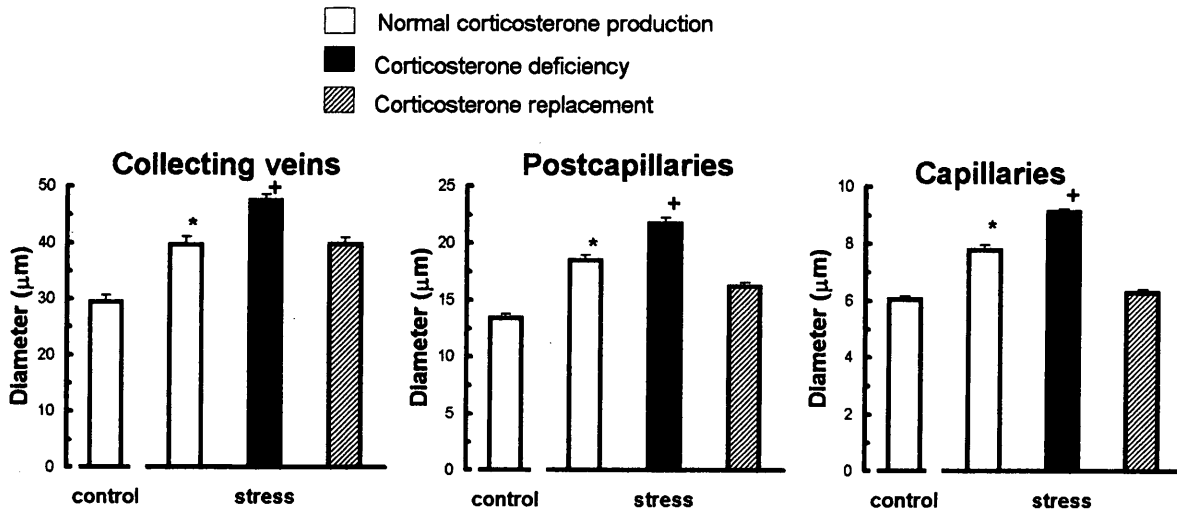 Normal corticosterone production
Corticosterone deficiency
Corticosterone replacement
Collecting veins
Diameter (μm)
50
40
30
20
10
0
*
+
control
stress
Postcapillaries
Diameter (μm)
25
20
15
10
5
0
*
+
control
stress
Capillaries
Diameter (μm)
10
8
6
4
2
0
*
+
control
stress